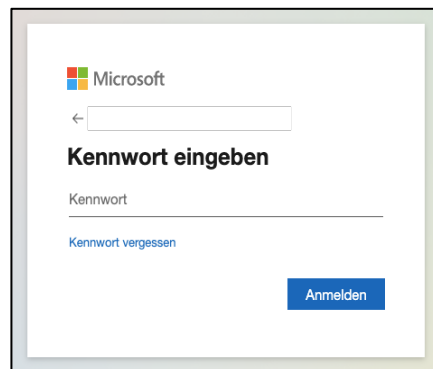 Microsoft
←
Kennwort eingeben
Kennwort
Kennwort vergessen
Anmelden